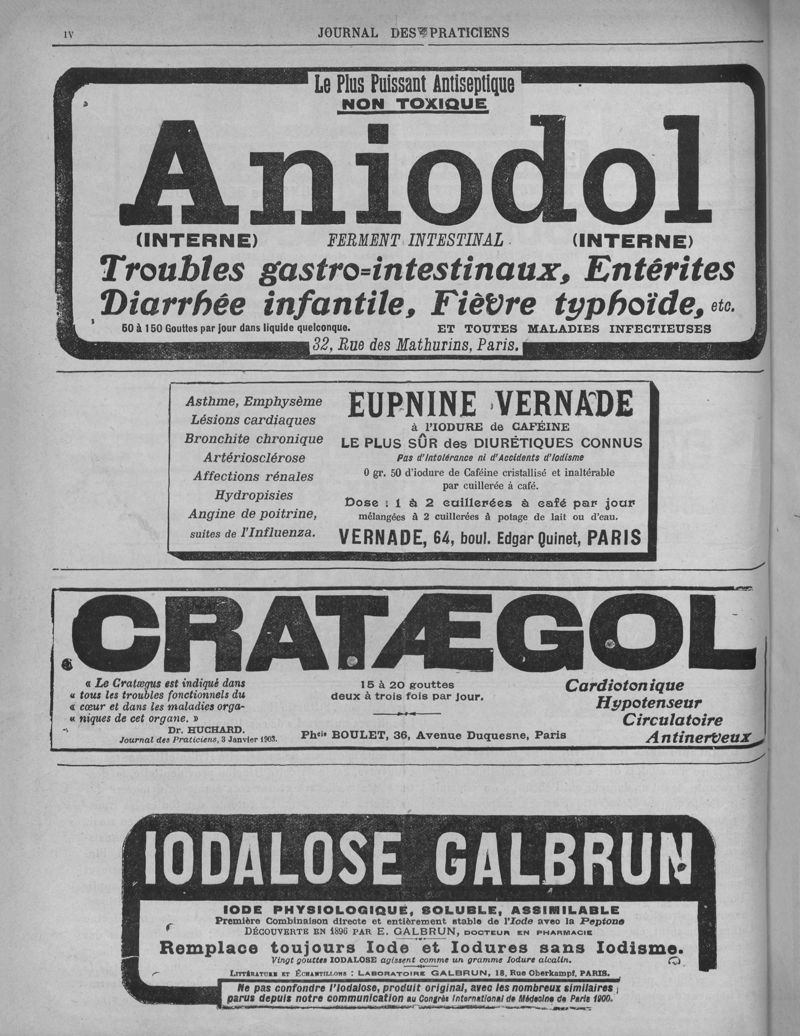 IV
JOURNAL DES PRATICIENS
Le Plus Puissant Antiseptique
NON TOXIQUE
Aniodol
(INTERNE) FERMENT INTESTINAL (INTERNE)
Troubles gastro-intestinaux, Entérites
Diarrhée infantile, Fièvre typhoïde, etc.
50 à 150 Gouttes par jour dans liquide quelconque. ET TOUTES MALADIES INFECTIEUSES
32, Rue des Mathurins, Paris.
Asthme, Emphysème
Lésions cardiaques
Bronchite chronique
Artériosclérose
Affections rénales
Hydropisies
Angine de poitrine,
suites de l'Influenza.
EUPNINE VERNADE
à l'IODURE de CAFÉINE
LE PLUS SÛR des DIURÉTIQUES CONNUS
Pas d'Intolérance ni d'Accidents d'Iodisme
0 gr. 50 d'iodure de Caféine cristallisé et inaltérable
par cuillerée à café.
Dose : 1 à 2 cuillerées à café par jour
mélangées à 2 cuillerées à potage de lait ou d'eau.
VERNADE, 64, boul. Edgar Quinet, PARIS
CRATÆGOL
« Le Cratægus est indiqué dans
« tous les troubles fonctionnels du
« cœur et dans les maladies orga-
« niques de cet organe. »
Dr. HUCHARD.
Journal des Praticiens, 3 Janvier 1903.
15 à 20 gouttes
deux à trois fois par jour.
Phcie BOULET, 36, Avenue Duquesne, Paris
Cardiotonique
Hypotenseur
Circulatoire
Antinerveux
IODALOSE GALBRUN
IODE PHYSIOLOGIQUE, SOLUBLE, ASSIMILABLE
Première Combinaison directe et entièrement stable de l'Iode avec la Peptone
DÉCOUVERTE EN 1896 PAR E. GALBRUN, DOCTEUR EN PHARMACIE
Remplace toujours Iode et Iodures sans Iodisme.
Vingt gouttes IODALOSE agissent comme un gramme Iodure alcalin.
LITTÉRATURE ET ÉCHANTILLONS : LABORATOIRE GALBRUN, 18, Rue Oberkampf, PARIS.
Ne pas confondre l'Iodalose, produit original, avec les nombreux similaires
parus depuis notre communication au Congrès International de Médecine de Paris 1900.